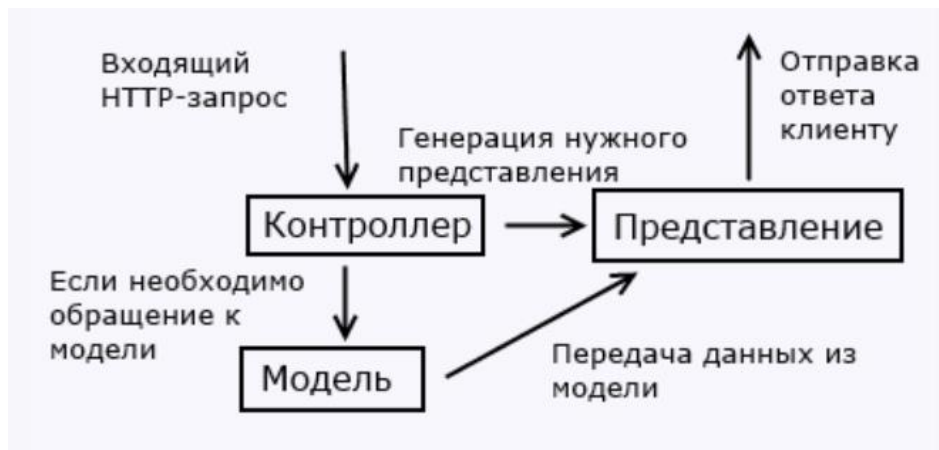 Входящий
HTTP-запрос
Отправка
ответа
клиенту
Генерация нужного
представления
Контроллер
Представление
Если необходимо
обращение к
модели
Модель
Передача данных из
модели